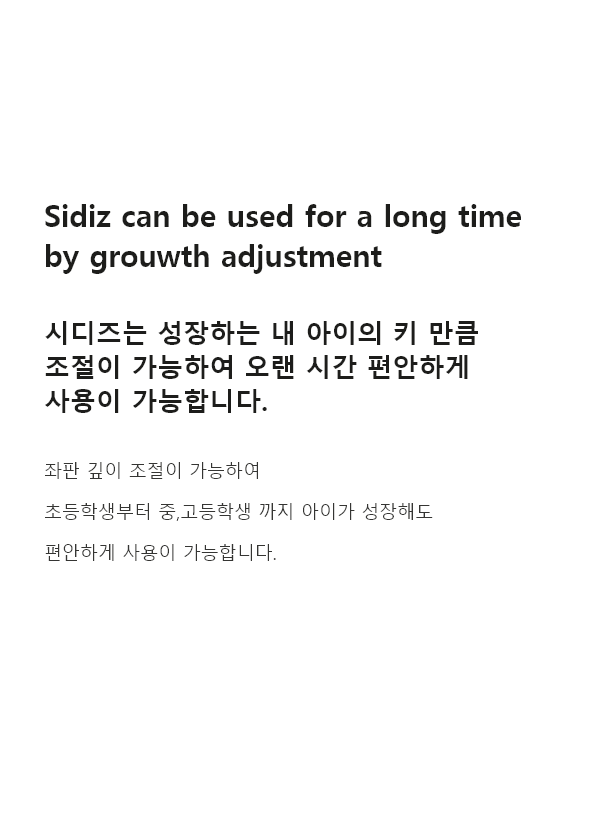 Sidiz can be used for a long time
by grouwth adjustment
시디즈는 성장하는 내 아이의 키 만큼
조절이 가능하여 오랜 시간 편안하게
사용이 가능합니다.
좌판 깊이 조절이 가능하여
초등학생부터 중,고등학생 까지 아이가 성장해도
편안하게 사용이 가능합니다.